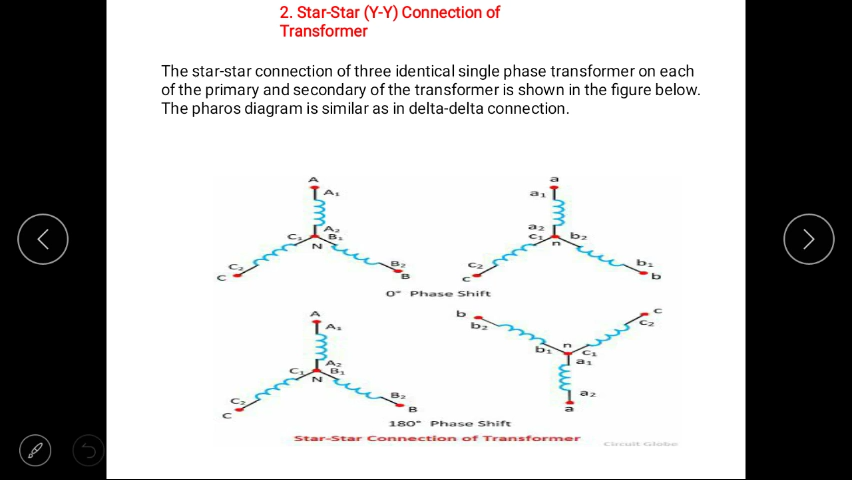 2. Star-Star (Y-Y) Connection of
Transformer
The star-star connection of three identical single phase transformer on each
of the primary and secondary of the transformer is shown in the figure below.
The pharos diagram is similar as in delta-delta connection.
A
A₁
A₂
C₁ B₁
N
C₂ B₂
C B
a
a₁
a₂
c₁ b₂
n
c₂ b₁
c b
0° Phase Shift
A
A₁
A₂
C₁ B₁
N
C₂ B₂
C B
b c
b₂ c₂
n
b₁ c₁
a₁
a₂
a
180° Phase Shift
Star-Star Connection of Transformer
Circuit Globe